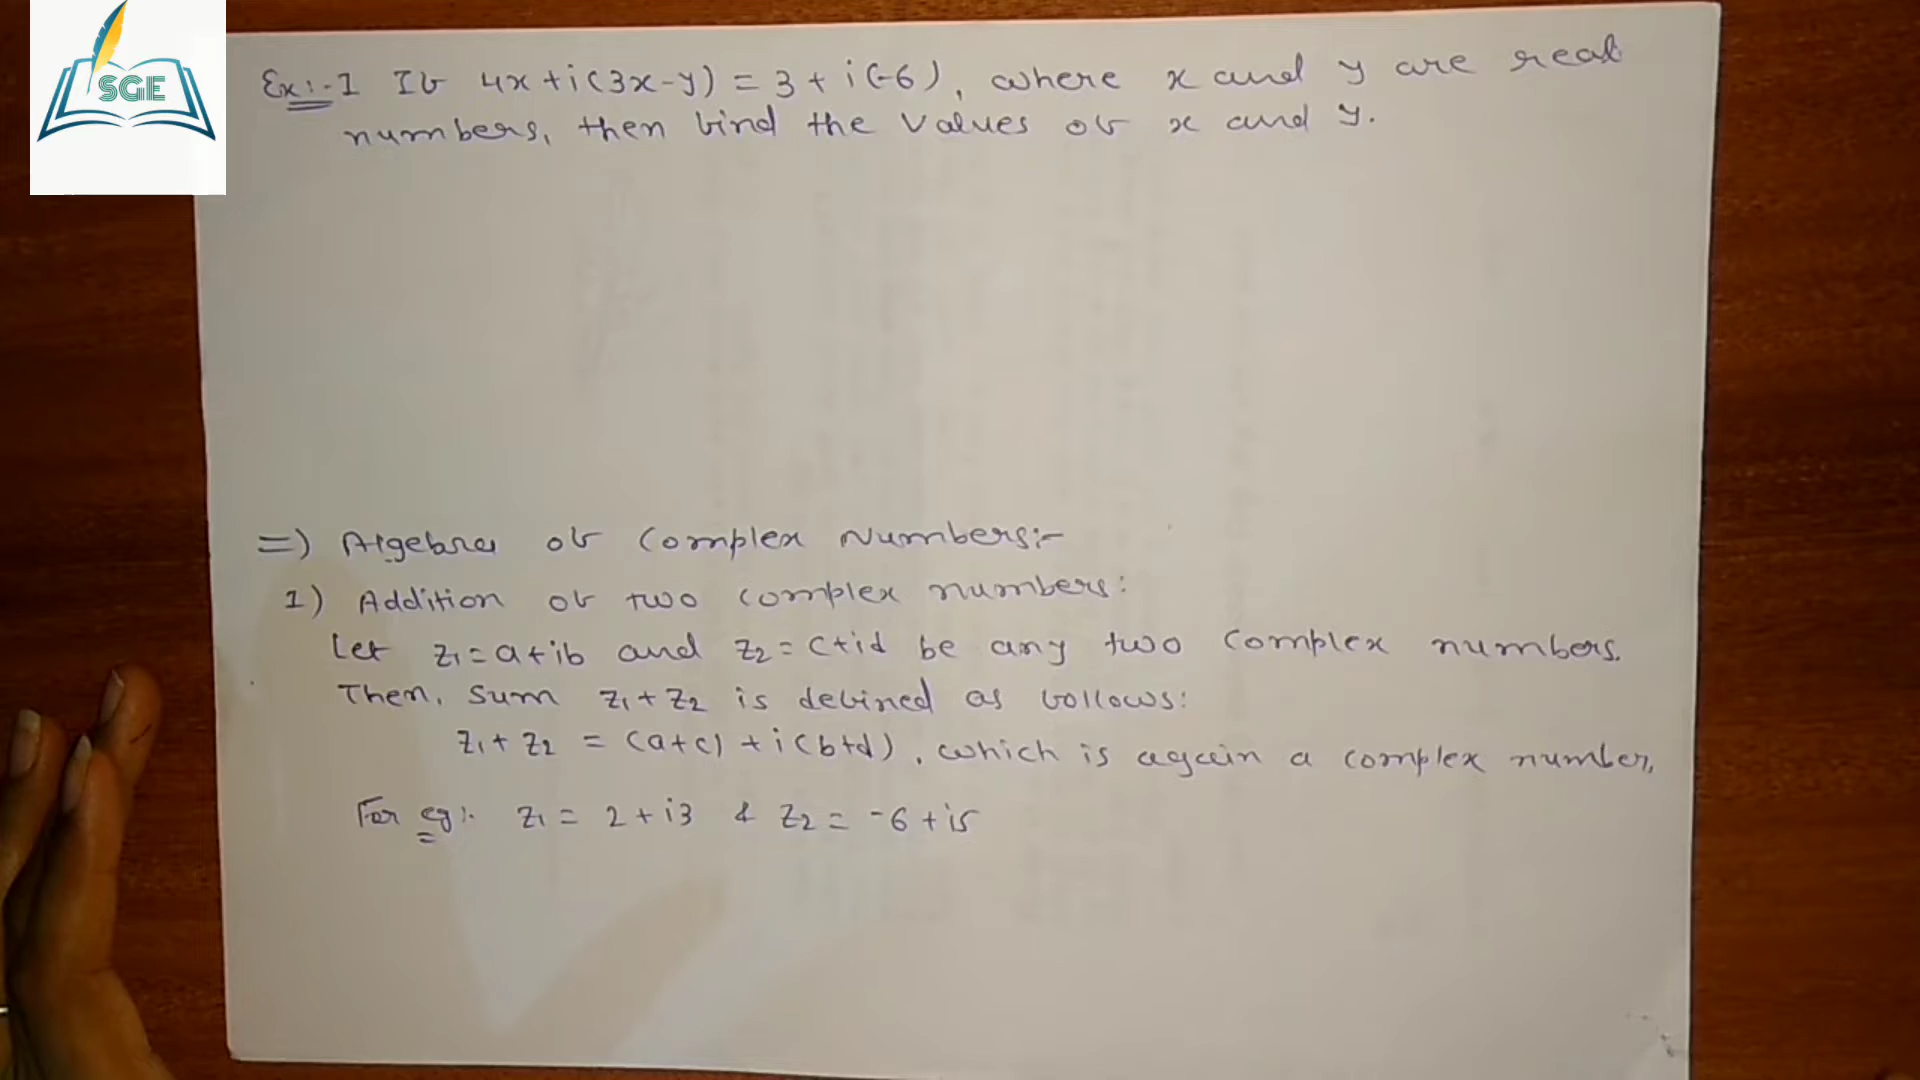 SGE
Ex:-1 If 4x+i(3x-y) = 3+i(-6), where x and y are real
numbers, then find the values of x and y.
=) Algebra of Complex Numbers:-
1) Addition of two complex numbers:
Let z₁=a+ib and z₂=c+id be any two complex numbers.
Then, sum z₁+z₂ is defined as follows:
z₁+z₂ = (a+c)+i(b+d), which is again a complex number,
For eg:- z₁ = 2+i3 & z₂ = -6+i5